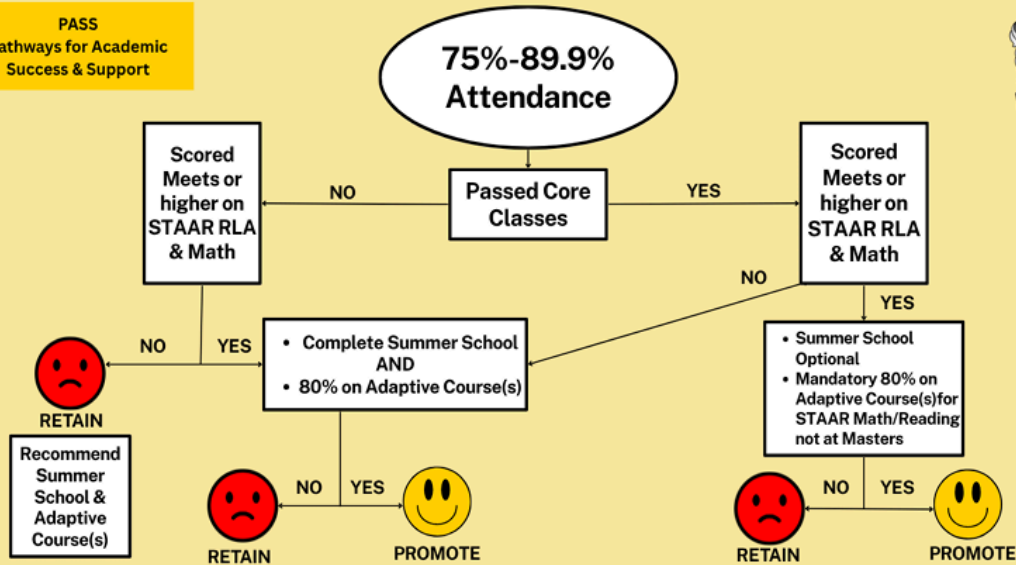 PASS
athways for Academic
Success & Support
75%-89.9%
Attendance
Scored
Meets or
higher on
STAAR RLA
& Math
NO
Passed Core
Classes
YES
Scored
Meets or
higher on
STAAR RLA
& Math
NO
YES
NO
YES
• Complete Summer School
AND
• 80% on Adaptive Course(s)
• Summer School
Optional
• Mandatory 80% on
Adaptive Course(s)for
STAAR Math/Reading
not at Masters
RETAIN
Recommend
Summer
School &
Adaptive
Course(s)
NO
YES
RETAIN
PROMOTE
NO
YES
RETAIN
PROMOTE